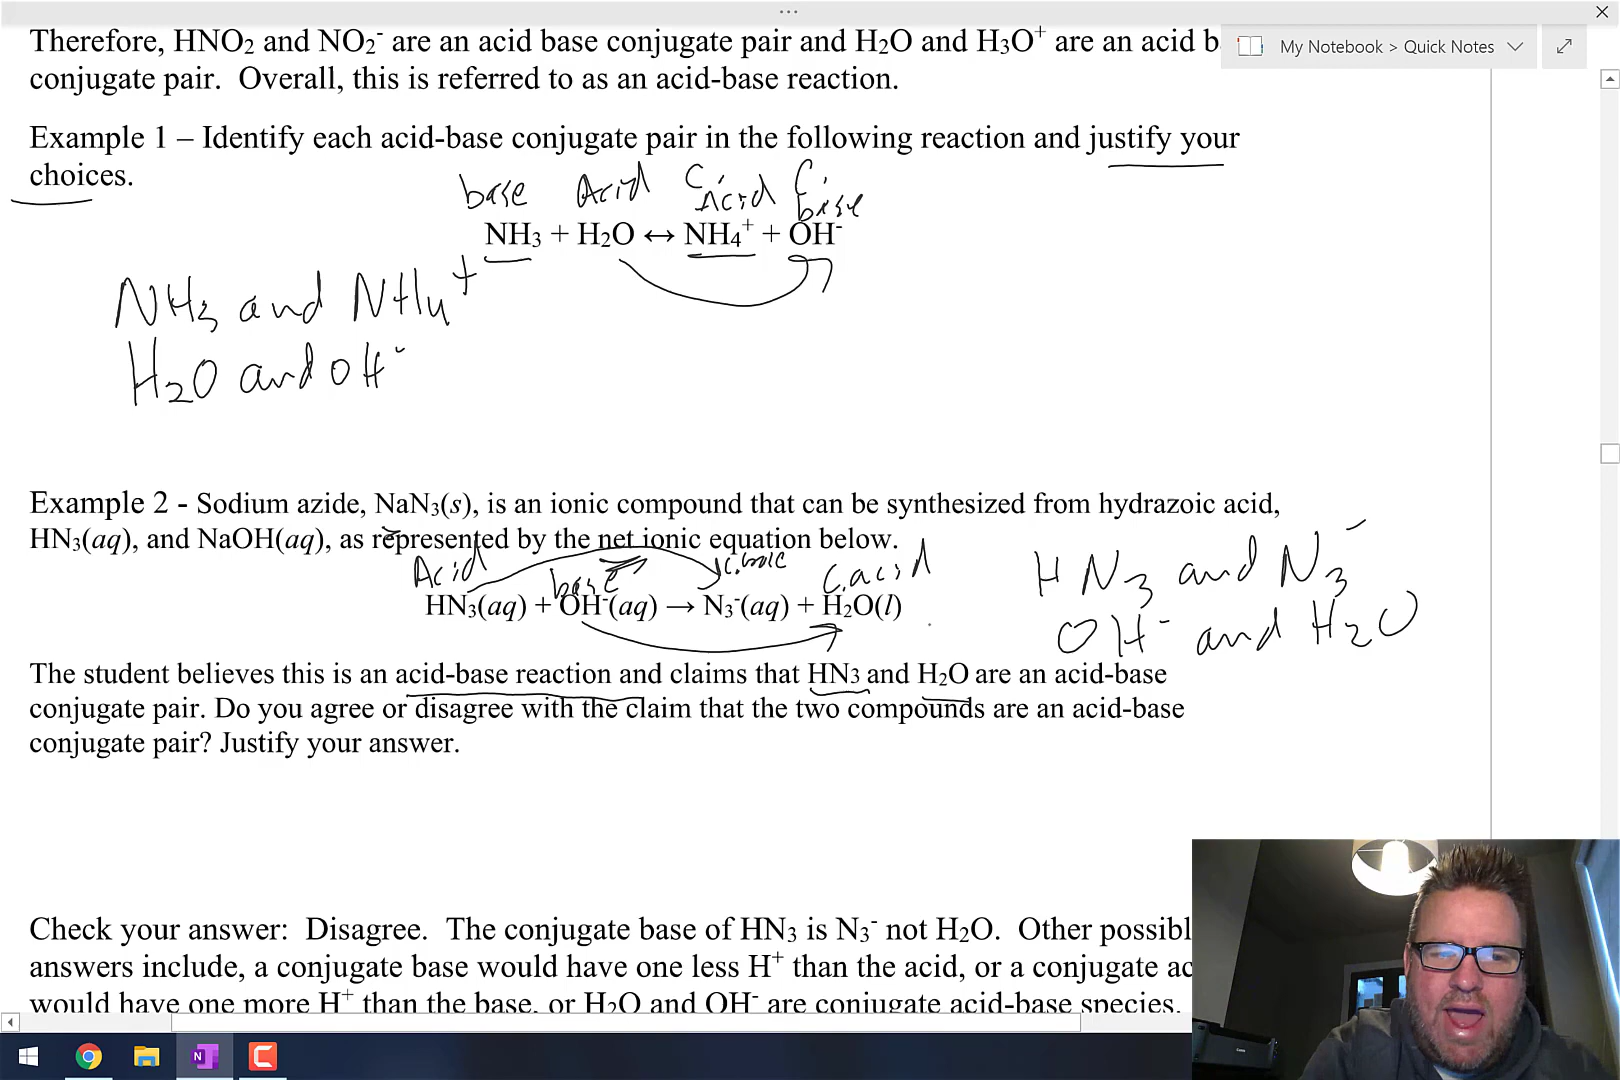 Therefore, HNO2 and NO2- are an acid base conjugate pair and H2O and H3O+ are an acid b
My Notebook > Quick Notes
conjugate pair. Overall, this is referred to as an acid-base reaction.
Example 1 – Identify each acid-base conjugate pair in the following reaction and justify your
choices.
base Acid C. Acid C. base
NH3 + H2O ↔ NH4+ + OH-
NH3 and NH4+
H2O and OH-
Example 2 - Sodium azide, NaN3(s), is an ionic compound that can be synthesized from hydrazoic acid,
HN3(aq), and NaOH(aq), as represented by the net ionic equation below.
Acid base c. base c. acid
HN3(aq) + OH-(aq) → N3-(aq) + H2O(l)
HN3 and N3-
OH- and H2O
The student believes this is an acid-base reaction and claims that HN3 and H2O are an acid-base
conjugate pair. Do you agree or disagree with the claim that the two compounds are an acid-base
conjugate pair? Justify your answer.
Check your answer: Disagree. The conjugate base of HN3 is N3- not H2O. Other possibl
answers include, a conjugate base would have one less H+ than the acid, or a conjugate ac
would have one more H+ than the base, or H2O and OH- are conjugate acid-base species.